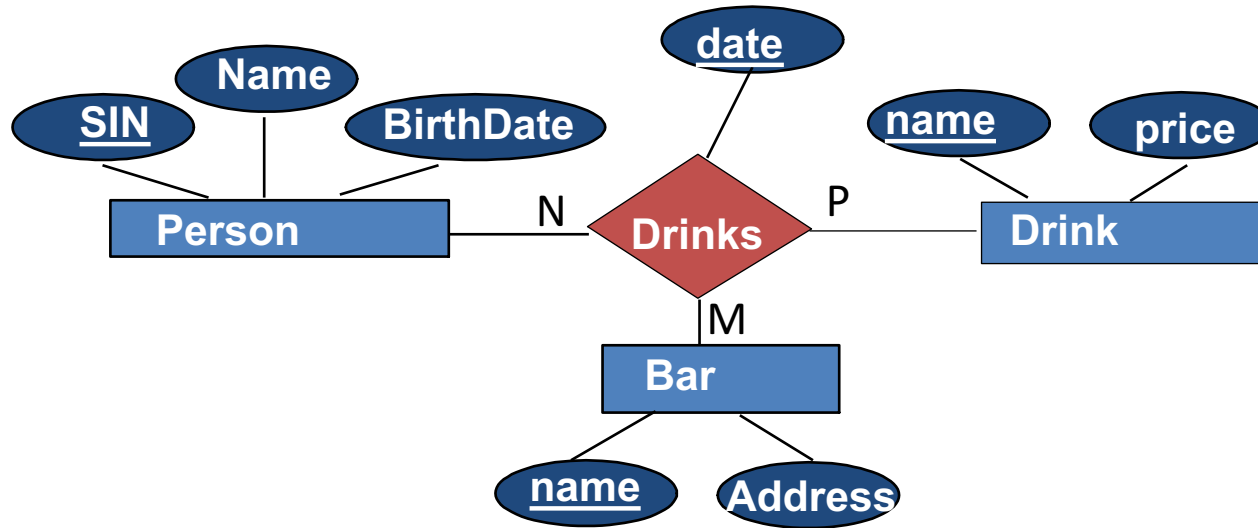 date
Name
SIN
BirthDate
name
price
Person
N
Drinks
P
Drink
M
Bar
name
Address